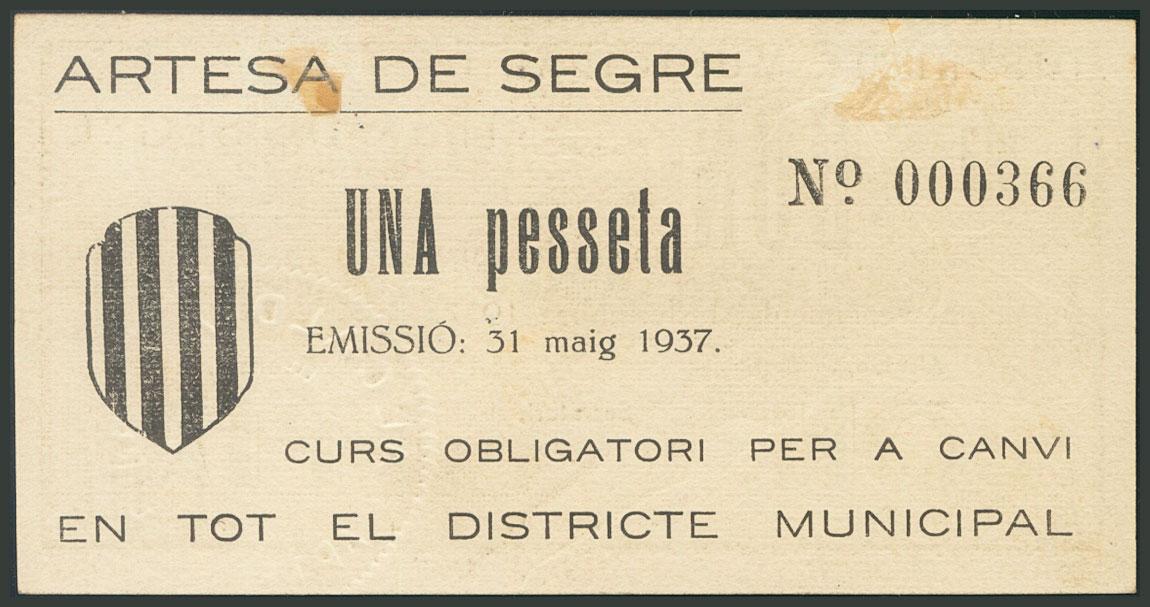 ARTESA DE SEGRE
Nº 000366
UNA pesseta
EMISSIÓ: 31 maig 1937.
CURS OBLIGATORI PER A CANVI
EN TOT EL DISTRICTE MUNICIPAL